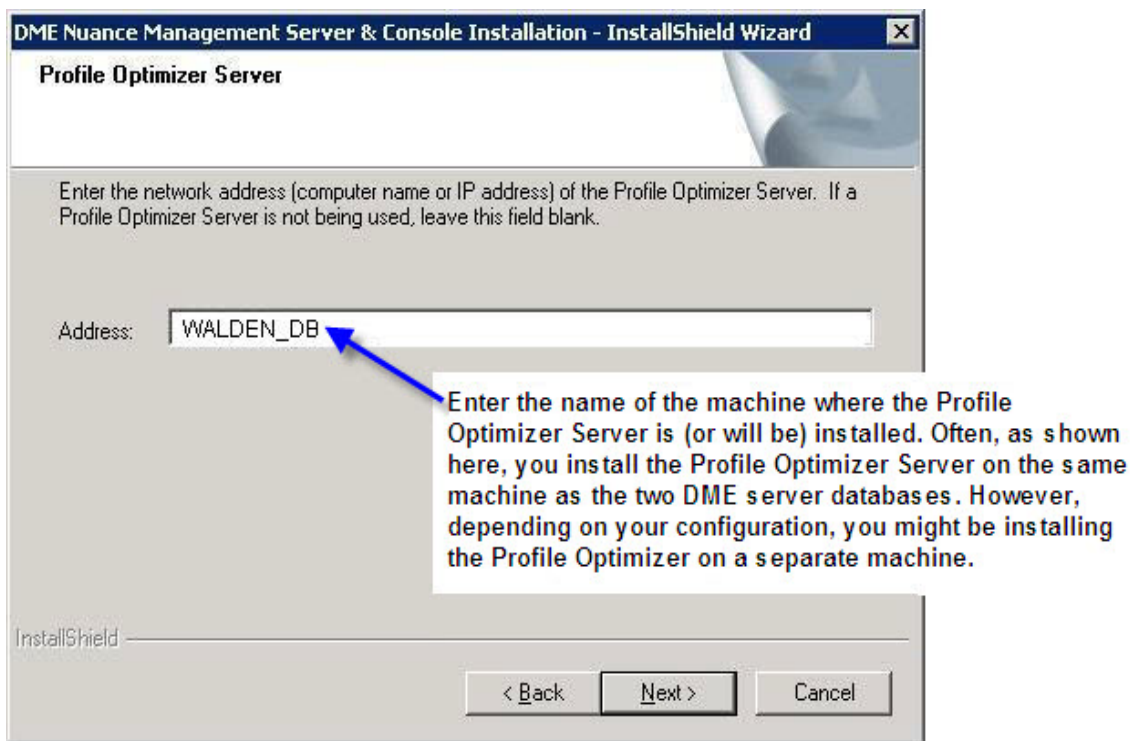 DME Nuance Management Server & Console Installation - InstallShield Wizard
Profile Optimizer Server
Enter the network address (computer name or IP address) of the Profile Optimizer Server. If a
Profile Optimizer Server is not being used, leave this field blank.
Address: WALDEN_DB
Enter the name of the machine where the Profile
Optimizer Server is (or will be) installed. Often, as shown
here, you install the Profile Optimizer Server on the same
machine as the two DME server databases. However,
depending on your configuration, you might be installing
the Profile Optimizer on a separate machine.
InstallShield
< Back Next > Cancel